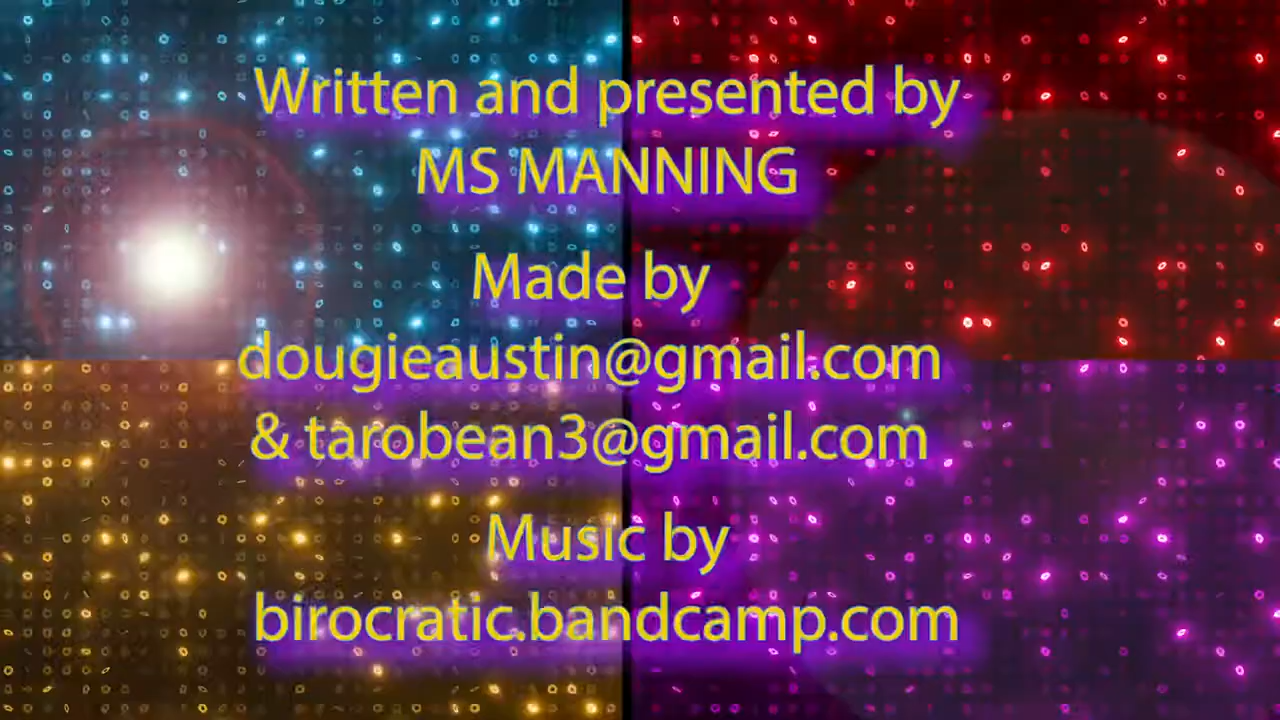 Written and presented by
MS MANNING
Made by
dougieaustin@gmail.com
& tarobean3@gmail.com
Music by
birocratic.bandcamp.com